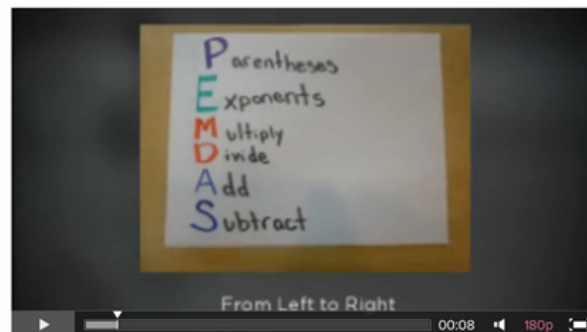 Parentheses
Exponents
Multiply
Divide
Add
Subtract
From Left to Right
00:08 180p